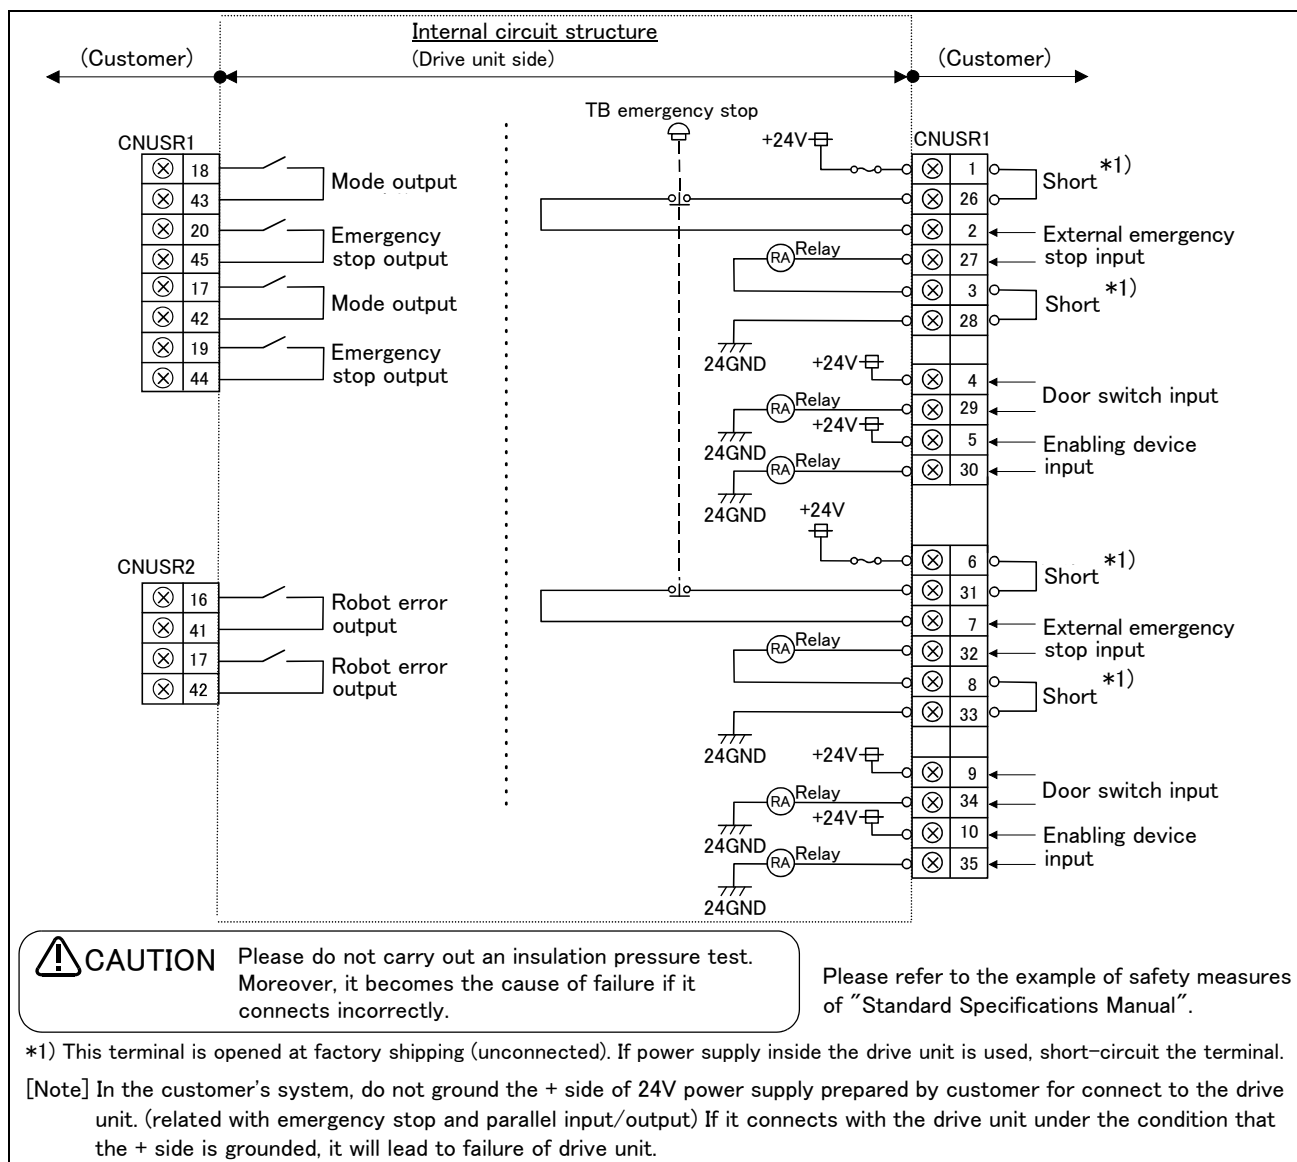 Internal circuit structure
(Customer)
(Drive unit side)
(Customer)
TB emergency stop
CNUSR1
18
43
Mode output
20
45
Emergency
stop output
17
42
Mode output
19
44
Emergency
stop output
CNUSR2
16
41
Robot error
output
17
42
Robot error
output
+24V
CNUSR1
1
26
Short *1)
2
RA Relay
27
External emergency
stop input
3
28
Short *1)
24GND
+24V
4
RA Relay
29
Door switch input
24GND
+24V
5
RA Relay
30
Enabling device
input
24GND
+24V
6
31
Short *1)
7
RA Relay
32
External emergency
stop input
8
33
Short *1)
24GND
+24V
9
RA Relay
34
Door switch input
24GND
+24V
10
RA Relay
35
Enabling device
input
24GND
CAUTION
Please do not carry out an insulation pressure test.
Moreover, it becomes the cause of failure if it
connects incorrectly.
Please refer to the example of safety measures
of "Standard Specifications Manual".
*1) This terminal is opened at factory shipping (unconnected). If power supply inside the drive unit is used, short-circuit the terminal.
[Note] In the customer's system, do not ground the + side of 24V power supply prepared by customer for connect to the drive
unit. (related with emergency stop and parallel input/output) If it connects with the drive unit under the condition that
the + side is grounded, it will lead to failure of drive unit.